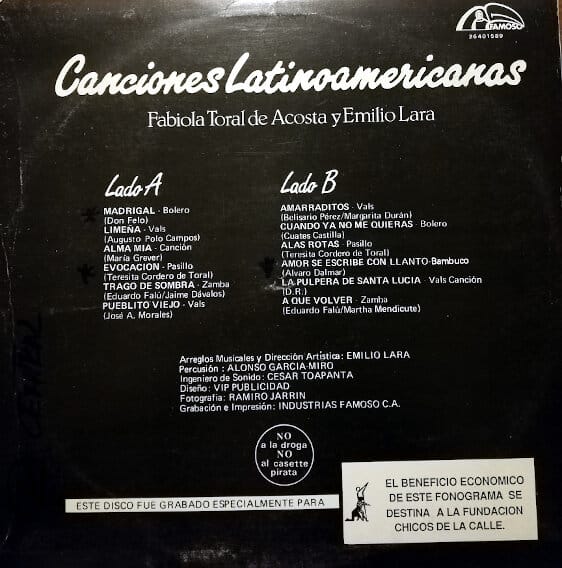 FAMOSO
26401589
Canciones Latinoamericanas
Fabiola Toral de Acosta y Emilio Lara
Lado A
MADRIGAL - Bolero
(Don Felo)
LIMEÑA - Vals
(Augusto Polo Campos)
ALMA MIA - Canción
(María Grever)
EVOCACION - Pasillo
(Teresita Cordero de Toral)
TRAGO DE SOMBRA - Zamba
(Eduardo Falú/Jaime Dávalos)
PUEBLITO VIEJO - Vals
(José A. Morales)
Lado B
AMARRADITOS - Vals
(Belisario Pérez/Margarita Durán)
CUANDO YA NO ME QUIERAS - Bolero
(Cuates Castilla)
ALAS ROTAS - Pasillo
(Teresita Cordero de Toral)
AMOR SE ESCRIBE CON LLANTO-Bambuco
(Alvaro Dalmar)
LA PULPERA DE SANTA LUCIA - Vals Canción
(D.R.)
A QUE VOLVER - Zamba
(Eduardo Falú/Martha Mendicute)
Arreglos Musicales y Dirección Artística: EMILIO LARA
Percusión : ALONSO GARCIA-MIRO
Ingeniero de Sonido: CESAR TOAPANTA
Diseño: VIP PUBLICIDAD
Fotografía: RAMIRO JARRIN
Grabación e Impresión: INDUSTRIAS FAMOSO C.A.
NO
a la droga
NO
al casette
pirata
ESTE DISCO FUE GRABADO ESPECIALMENTE PARA
EL BENEFICIO ECONOMICO
DE ESTE FONOGRAMA SE
DESTINA A LA FUNDACION
CHICOS DE LA CALLE.